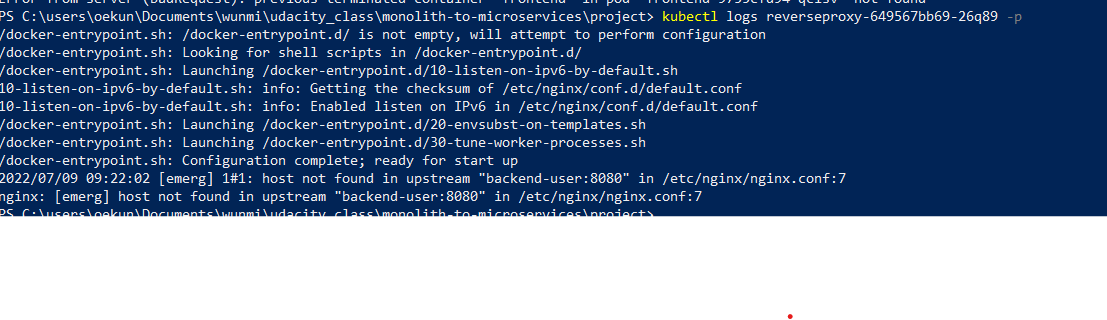 PS C:\users\oekun\Documents\wunmi\udacity_class\monolith-to-microservices\project> kubectl logs reverseproxy-649567bb69-26q89 -p
/docker-entrypoint.sh: /docker-entrypoint.d/ is not empty, will attempt to perform configuration
/docker-entrypoint.sh: Looking for shell scripts in /docker-entrypoint.d/
/docker-entrypoint.sh: Launching /docker-entrypoint.d/10-listen-on-ipv6-by-default.sh
10-listen-on-ipv6-by-default.sh: info: Getting the checksum of /etc/nginx/conf.d/default.conf
10-listen-on-ipv6-by-default.sh: info: Enabled listen on IPv6 in /etc/nginx/conf.d/default.conf
/docker-entrypoint.sh: Launching /docker-entrypoint.d/20-envsubst-on-templates.sh
/docker-entrypoint.sh: Launching /docker-entrypoint.d/30-tune-worker-processes.sh
/docker-entrypoint.sh: Configuration complete; ready for start up
2022/07/09 09:22:02 [emerg] 1#1: host not found in upstream "backend-user:8080" in /etc/nginx/nginx.conf:7
nginx: [emerg] host not found in upstream "backend-user:8080" in /etc/nginx/nginx.conf:7
PS C:\users\oekun\Documents\wunmi\udacity_class\monolith-to-microservices\project>